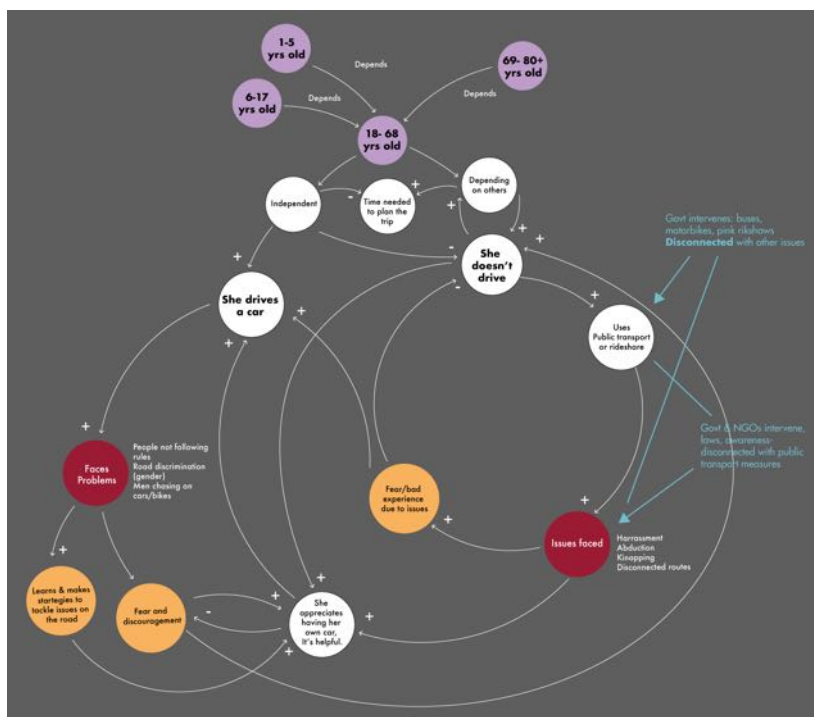 1-5
yrs old
69- 80+
yrs old
Depends
6-17
yrs old
Depends
Depends
18- 68
yrs old
+
+
Depending
on others
Independent
-
Time needed
to plan the
trip
+
+
+
Govt intervenes: buses,
motorbikes, pink rikshaws
Disconnected with other issues
+
-
She
doesn't
drive
-
+
She drives
a car
+
+
Uses
Public transport
or rideshare
+
Faces
Problems
People not following
rules
Road discrimination
(gender)
Men chasing on
cars/bikes
Govt & NGOs intervene,
laws, awareness-
disconnected with public
transport measures
Fear/bad
experience
due to issues
+
+
Issues faced
Harrassment
Abduction
Kinapping
Disconnected routes
+
Learns & makes
startegies to
tackle issues on
the road
Fear and
discouragement
+
-
+
+
She
appreciates
having her
own car,
It's helpful.
+